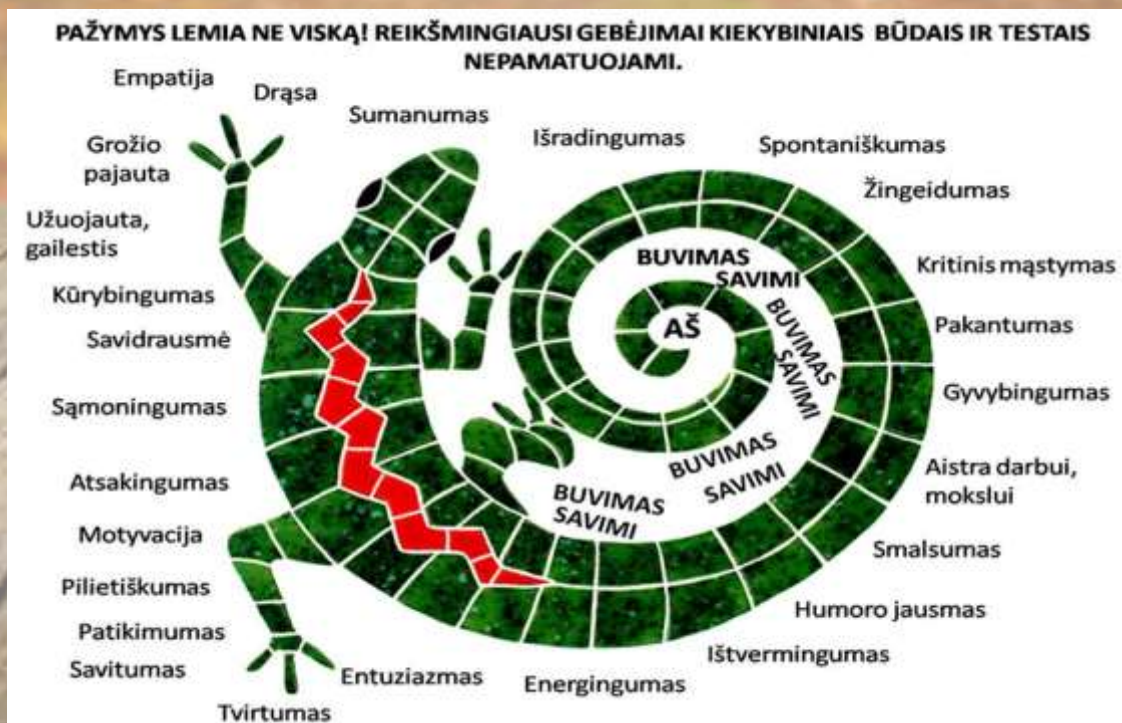 PAŽYMYS LEMIA NE VISKĄ! REIKŠMINGIAUSI GEBĖJIMAI KIEKYBINIAIS BŪDAIS IR TESTAIS
NEPAMATUOJAMI.
Empatija
Drąsa
Sumanumas
Išradingumas
Spontaniškumas
Žingeidumas
Kritinis mąstymas
Pakantumas
Gyvybingumas
Aistra darbui,
mokslui
Smalsumas
Humoro jausmas
Ištvermingumas
Energingumas
Entuziazmas
Tvirtumas
Savitumas
Patikimumas
Pilietiškumas
Motyvacija
Atsakingumas
Sąmoningumas
Savidrausmė
Kūrybingumas
Užuojauta,
gailestis
Grožio
pajauta
BUVIMAS
SAVIMI
BUVIMAS
SAVIMI
BUVIMAS
SAVIMI
BUVIMAS
SAVIMI
AŠ